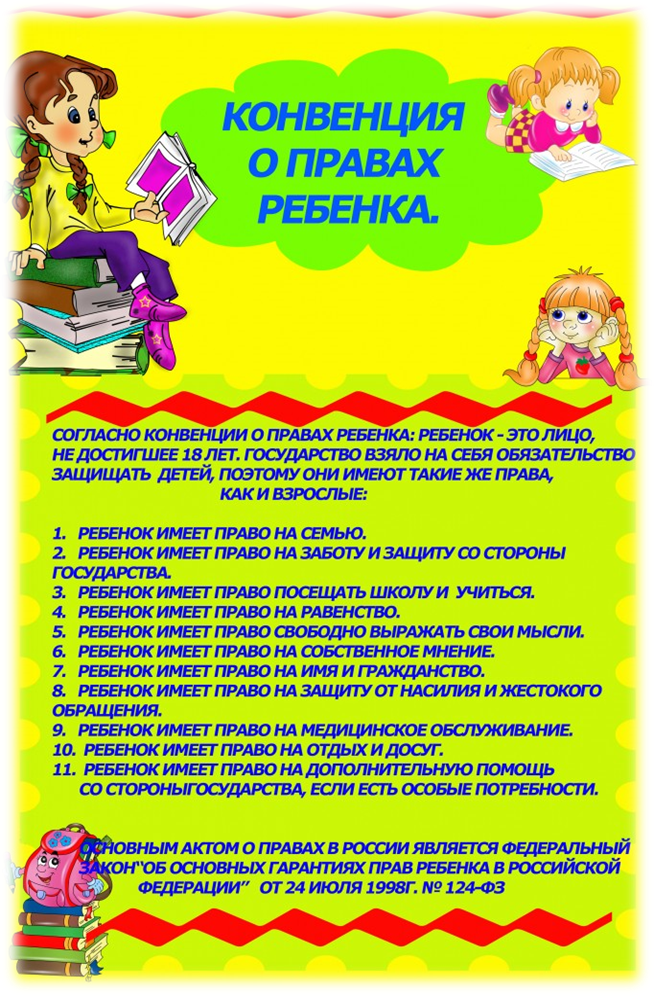 КОНВЕНЦИЯ
О ПРАВАХ
РЕБЕНКА.
СОГЛАСНО КОНВЕНЦИИ О ПРАВАХ РЕБЕНКА: РЕБЕНОК - ЭТО ЛИЦО,
НЕ ДОСТИГШЕЕ 18 ЛЕТ. ГОСУДАРСТВО ВЗЯЛО НА СЕБЯ ОБЯЗАТЕЛЬСТВО
ЗАЩИЩАТЬ ДЕТЕЙ, ПОЭТОМУ ОНИ ИМЕЮТ ТАКИЕ ЖЕ ПРАВА,
КАК И ВЗРОСЛЫЕ:
1. РЕБЕНОК ИМЕЕТ ПРАВО НА СЕМЬЮ.
2. РЕБЕНОК ИМЕЕТ ПРАВО НА ЗАБОТУ И ЗАЩИТУ СО СТОРОНЫ
ГОСУДАРСТВА.
3. РЕБЕНОК ИМЕЕТ ПРАВО ПОСЕЩАТЬ ШКОЛУ И УЧИТЬСЯ.
4. РЕБЕНОК ИМЕЕТ ПРАВО НА РАВЕНСТВО.
5. РЕБЕНОК ИМЕЕТ ПРАВО СВОБОДНО ВЫРАЖАТЬ СВОИ МЫСЛИ.
6. РЕБЕНОК ИМЕЕТ ПРАВО НА СОБСТВЕННОЕ МНЕНИЕ.
7. РЕБЕНОК ИМЕЕТ ПРАВО НА ИМЯ И ГРАЖДАНСТВО.
8. РЕБЕНОК ИМЕЕТ ПРАВО НА ЗАЩИТУ ОТ НАСИЛИЯ И ЖЕСТОКОГО
ОБРАЩЕНИЯ.
9. РЕБЕНОК ИМЕЕТ ПРАВО НА МЕДИЦИНСКОЕ ОБСЛУЖИВАНИЕ.
10. РЕБЕНОК ИМЕЕТ ПРАВО НА ОТДЫХ И ДОСУГ.
11. РЕБЕНОК ИМЕЕТ ПРАВО НА ДОПОЛНИТЕЛЬНУЮ ПОМОЩЬ
СО СТОРОНЫГОСУДАРСТВА, ЕСЛИ ЕСТЬ ОСОБЫЕ ПОТРЕБНОСТИ.
ОСНОВНЫМ АКТОМ О ПРАВАХ В РОССИИ ЯВЛЯЕТСЯ ФЕДЕРАЛЬНЫЙ
ЗАКОН“ОБ ОСНОВНЫХ ГАРАНТИЯХ ПРАВ РЕБЕНКА В РОССИЙСКОЙ
ФЕДЕРАЦИИ” ОТ 24 ИЮЛЯ 1998Г. № 124-ФЗ